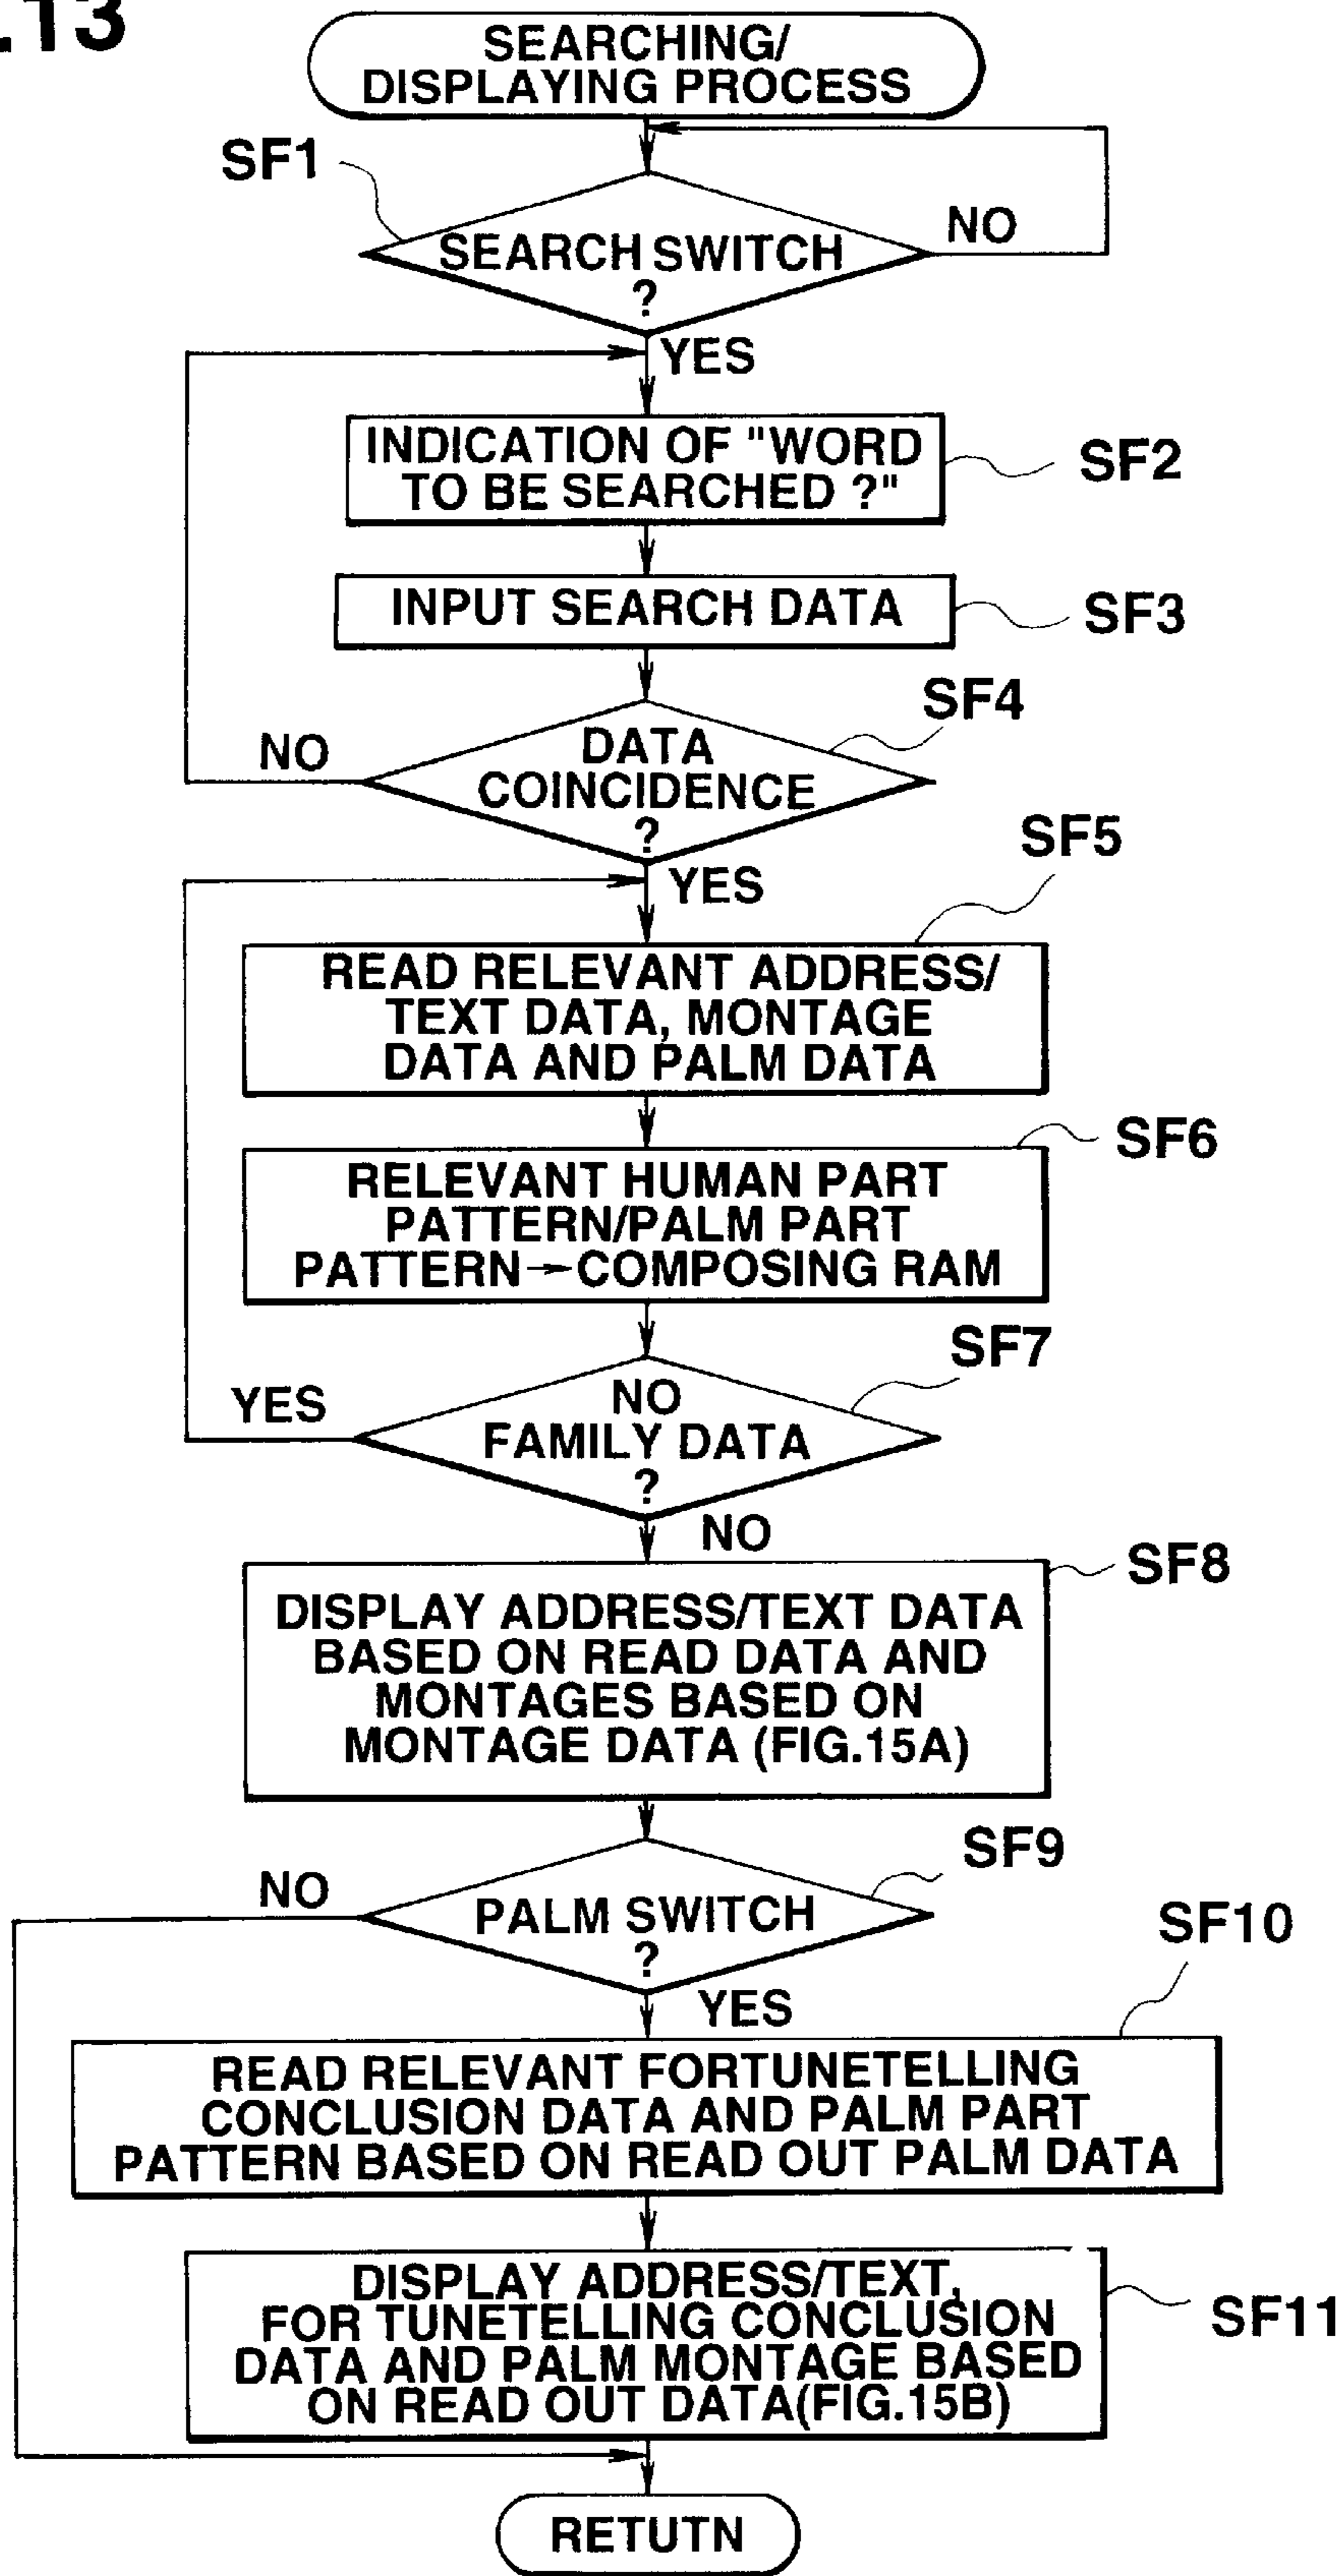 .13
SEARCHING/
DISPLAYING PROCESS
SF1
SEARCH SWITCH
?
NO
YES
INDICATION OF "WORD
TO BE SEARCHED ?"
SF2
INPUT SEARCH DATA
SF3
SF4
DATA
COINCIDENCE
?
NO
YES
SF5
READ RELEVANT ADDRESS/
TEXT DATA, MONTAGE
DATA AND PALM DATA
SF6
RELEVANT HUMAN PART
PATTERN/PALM PART
PATTERN→COMPOSING RAM
SF7
NO
FAMILY DATA
?
YES
NO
SF8
DISPLAY ADDRESS/TEXT DATA
BASED ON READ DATA AND
MONTAGES BASED ON
MONTAGE DATA (FIG.15A)
SF9
NO
PALM SWITCH
?
YES
SF10
READ RELEVANT FORTUNETELLING
CONCLUSION DATA AND PALM PART
PATTERN BASED ON READ OUT PALM DATA
DISPLAY ADDRESS/TEXT,
FOR TUNETELLING CONCLUSION
DATA AND PALM MONTAGE BASED
ON READ OUT DATA(FIG.15B)
SF11
RETUTN